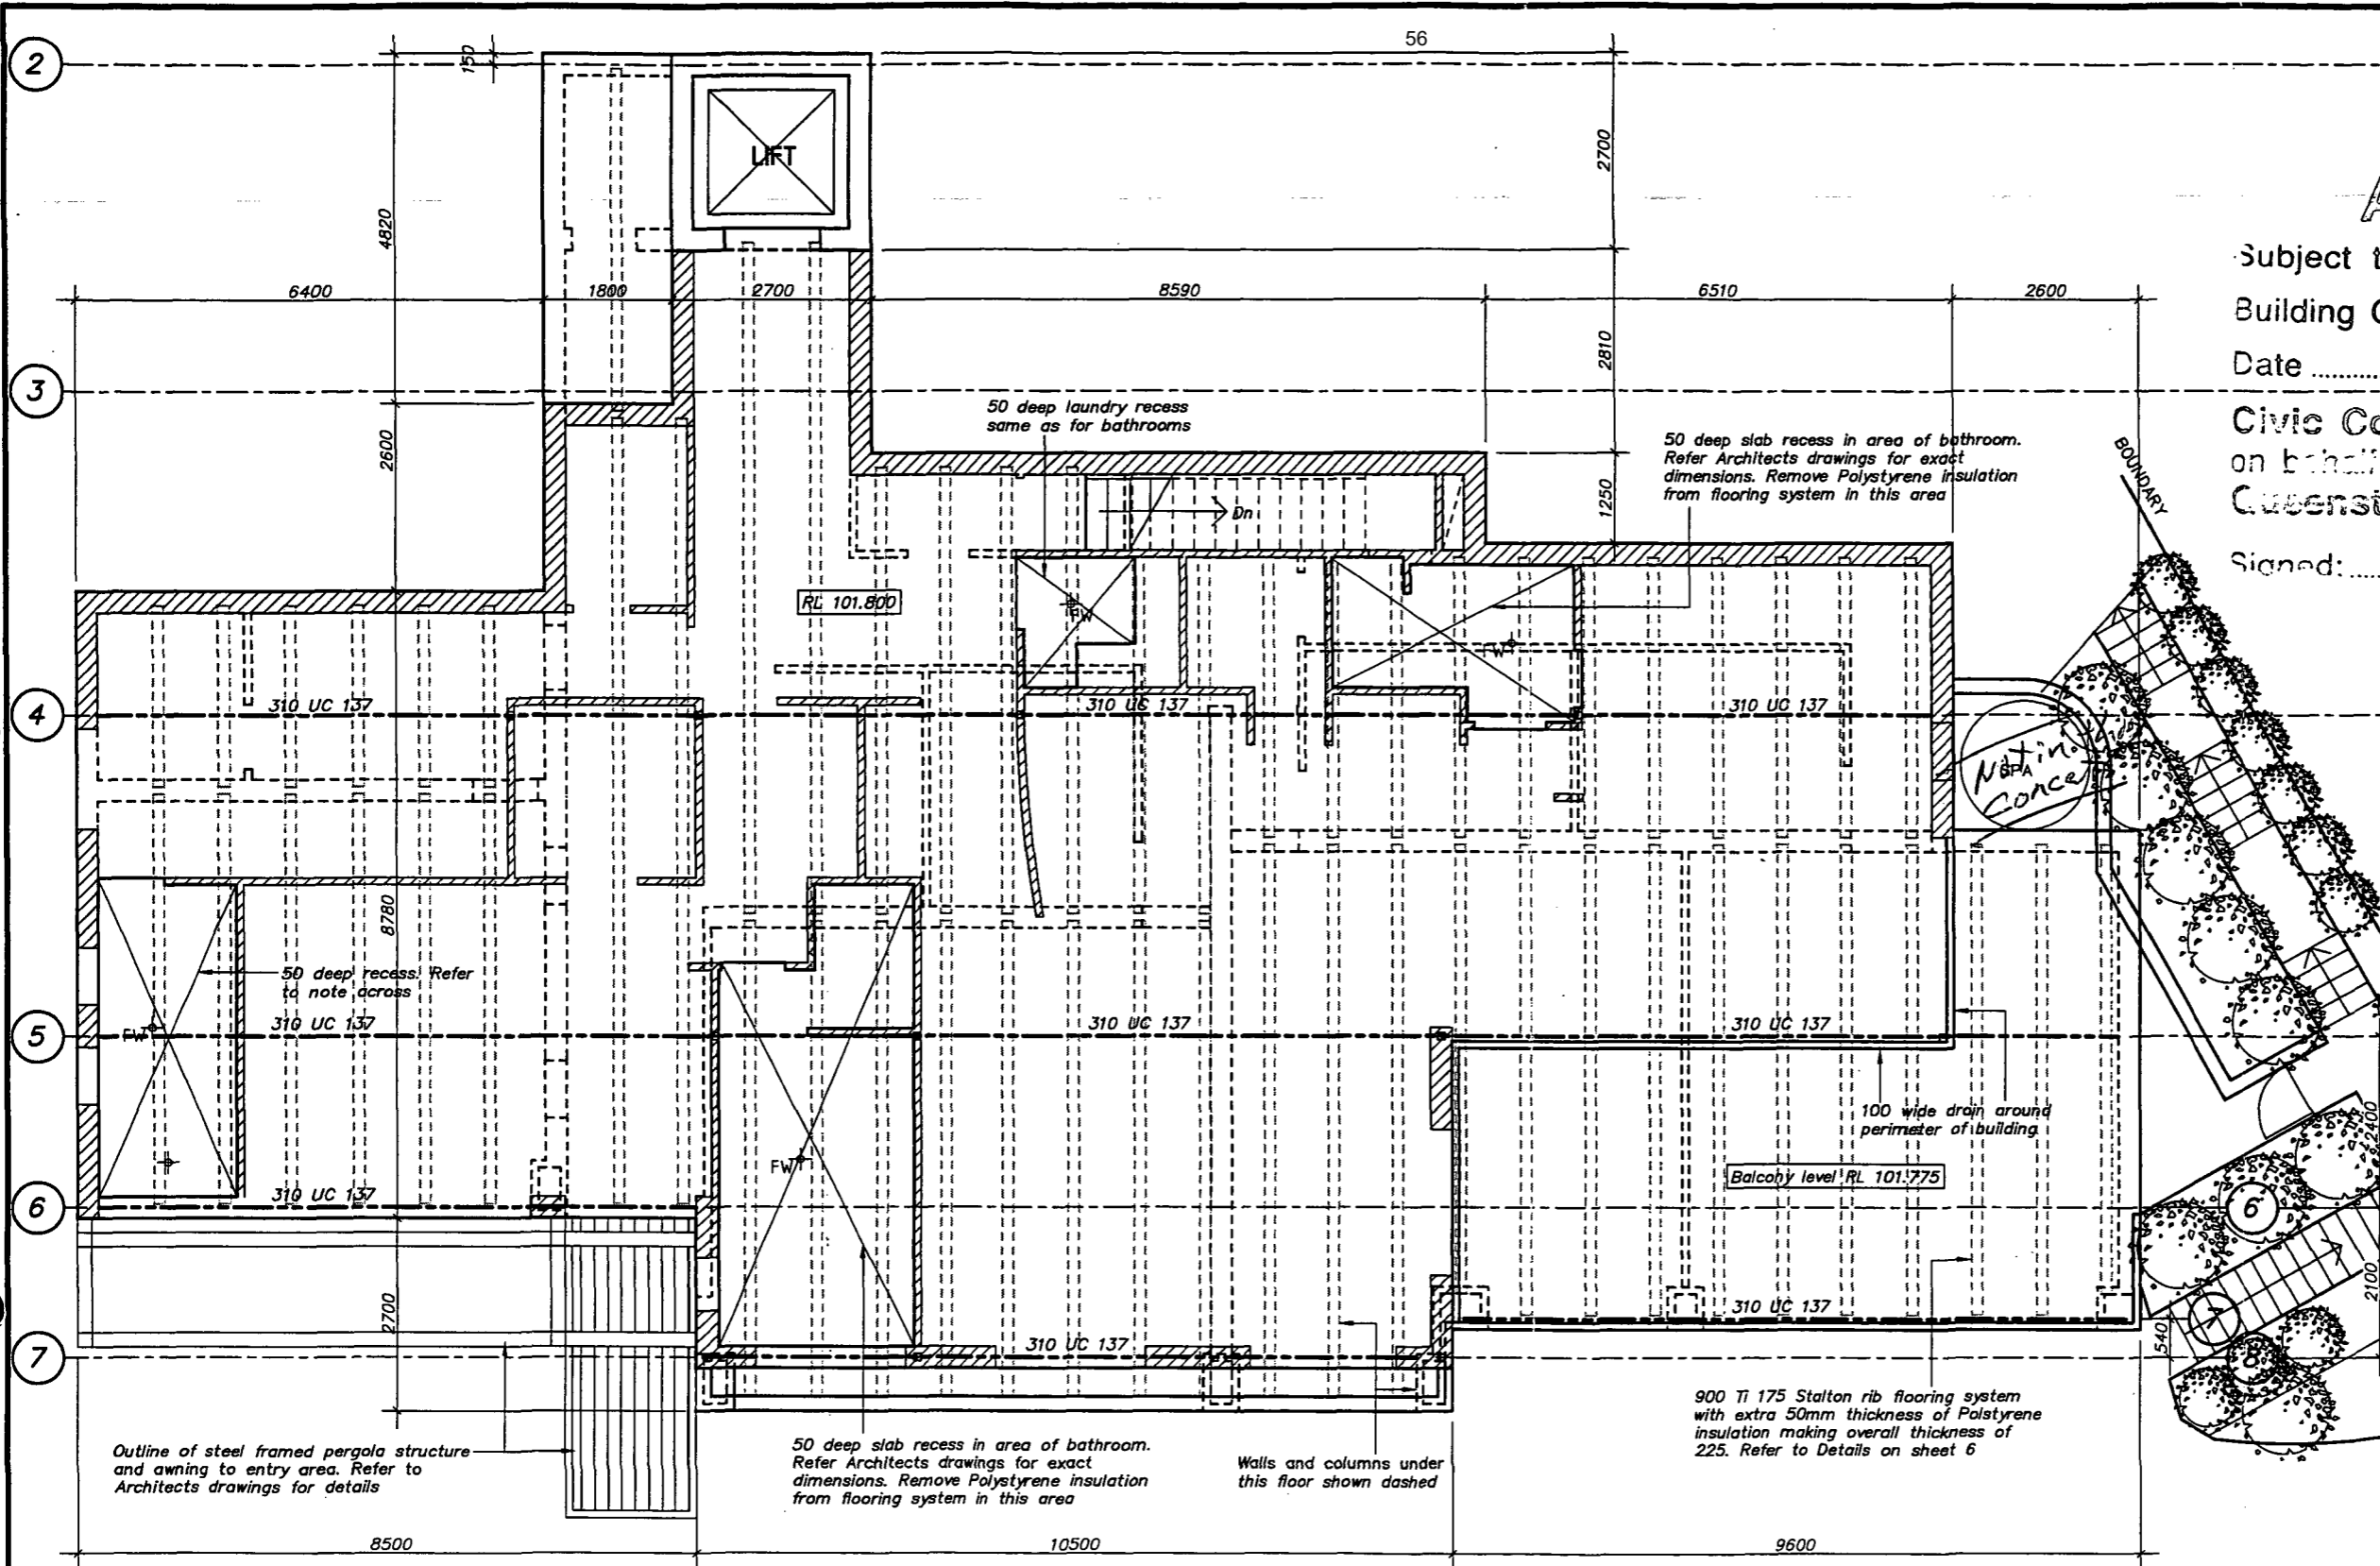 56
2
150
LIFT
2700
4820
Subject t
6400
1800
2700
8590
6510
2600
Building C
2810
Date ..........
3
50 deep laundry recess
same as for bathrooms
2600
50 deep slab recess in area of bathroom.
Refer Architects drawings for exact
dimensions. Remove Polystyrene insulation
from flooring system in this area
Civic Co
on behalf
BOUNDARY
1250
Dn
Queenst
Signed: .....
RL 101.800
FW
FW
4
310 UC 137
310 UC 137
310 UC 137
Not in
SPA
8780
50 deep recess. Refer
to note across
5
310 UC 137
310 UC 137
310 UC 137
FW
100 wide drain around
perimeter of building
2400
FW
Balcony level RL 101.775
6
310 UC 137
6
2100
2700
310 UC 137
540
7
310 UC 137
900 Ti 175 Stalton rib flooring system
with extra 50mm thickness of Polstyrene
insulation making overall thickness of
225. Refer to Details on sheet 6
Outline of steel framed pergola structure
and awning to entry area. Refer to
Architects drawings for details
50 deep slab recess in area of bathroom.
Refer Architects drawings for exact
dimensions. Remove Polystyrene insulation
from flooring system in this area
Walls and columns under
this floor shown dashed
8500
10500
9600